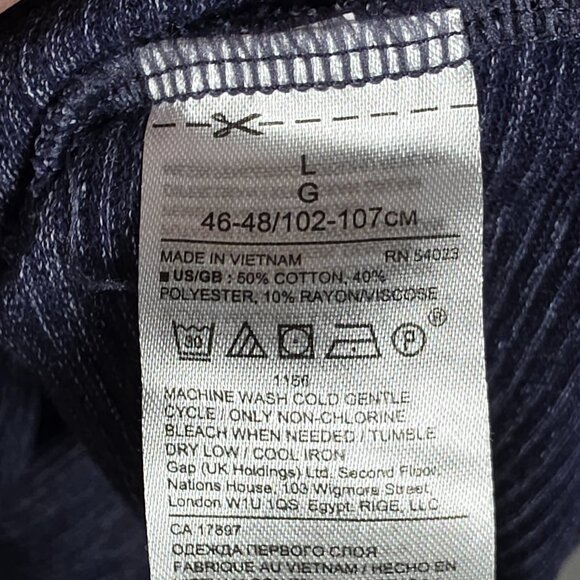 L
G
46-48/102-107CM
MADE IN VIETNAM RN 54023
US/GB : 50% COTTON, 40%
POLYESTER, 10% RAYON/VISCOSE
30
P
®
1156
MACHINE WASH COLD GENTLE
CYCLE / ONLY NON-CHLORINE
BLEACH WHEN NEEDED / TUMBLE
DRY LOW / COOL IRON
Gap (UK Holdings) Ltd. Second Floor,
Nations House, 103 Wigmore Street,
London W1U 1QS. Egypt: RIGE, LLC
CA 17897
ОДЕЖДА ПЕРВОГО СЛОЯ
FABRIQUE AU VIETNAM / HECHO EN